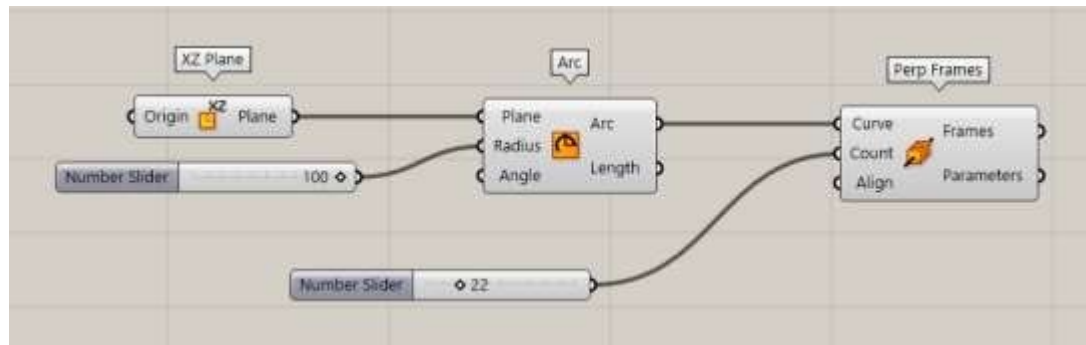 XZ Plane
Arc
Perp Frames
Origin XZ Plane
Plane Arc
Radius
Angle Length
Curve Frames
Count
Align Parameters
Number Slider 100
Number Slider 22